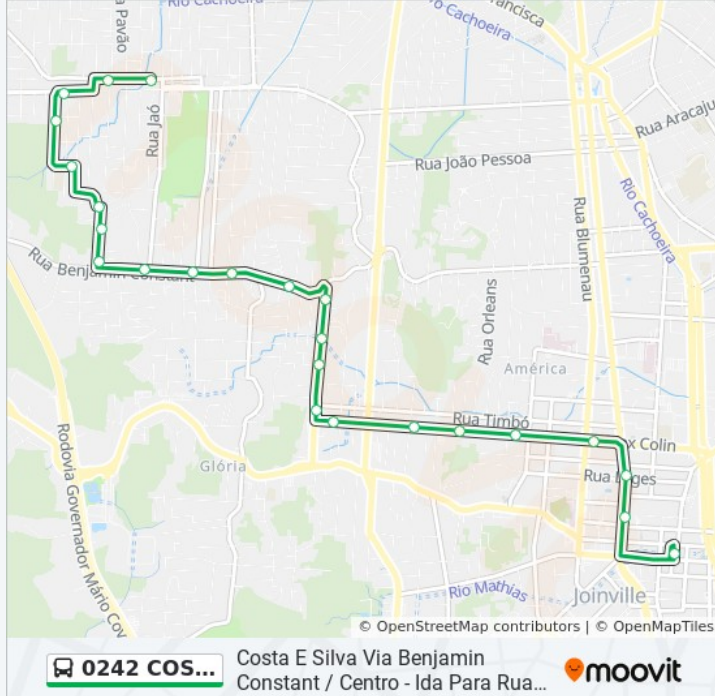 Rio Cachoeira
Francisca
o Cachoeira
a Pavão
Rua Jaó
Rua Aracaju
Rua João Pessoa
Rio Cachoeira
Rua Blumenau
Rua Benjamin Constant
Rua Orleans
América
Rua Timbó
x Colin
Glória
Rua Lages
Rodovia Governador Mário Cov
Rio Mathias
Joinville
© OpenStreetMap contributors | © OpenMapTiles
0242 COS...
Costa E Silva Via Benjamin
Constant / Centro - Ida Para Rua...
moovit